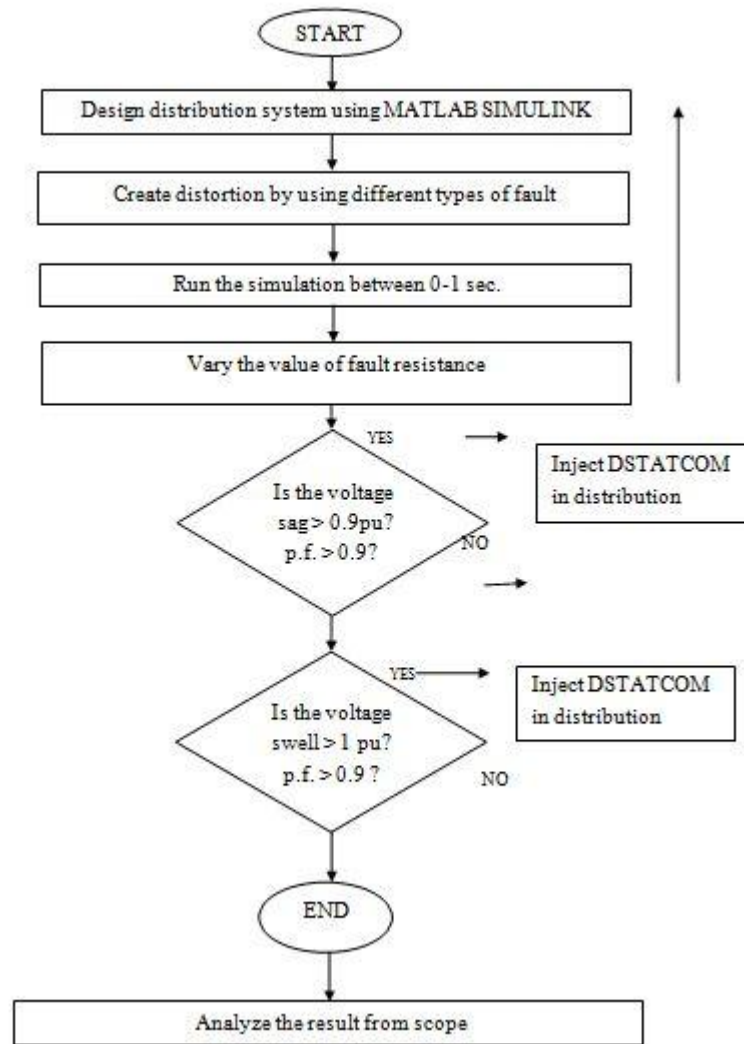 START
Design distribution system using MATLAB SIMULINK
Create distortion by using different types of fault
Run the simulation between 0-1 sec.
Vary the value of fault resistance
YES
Inject DSTATCOM
in distribution
Is the voltage
sag > 0.9pu?
p.f. > 0.9?
NO
YES
Inject DSTATCOM
in distribution
Is the voltage
swell > 1 pu?
p.f. > 0.9 ?
NO
END
Analyze the result from scope